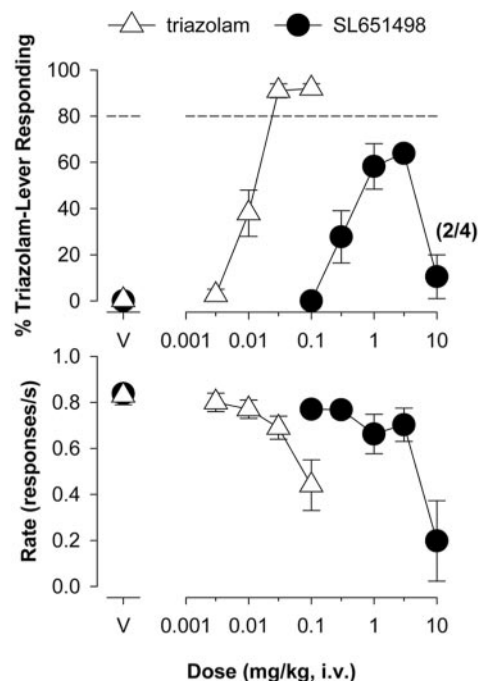 triazolam SL651498
% Triazolam-Lever Responding
100
80
60
40
20
0
(2/4)
V 0.001 0.01 0.1 1 10
Rate (responses/s)
1.0
0.8
0.6
0.4
0.2
0.0
V 0.001 0.01 0.1 1 10
Dose (mg/kg, i.v.)